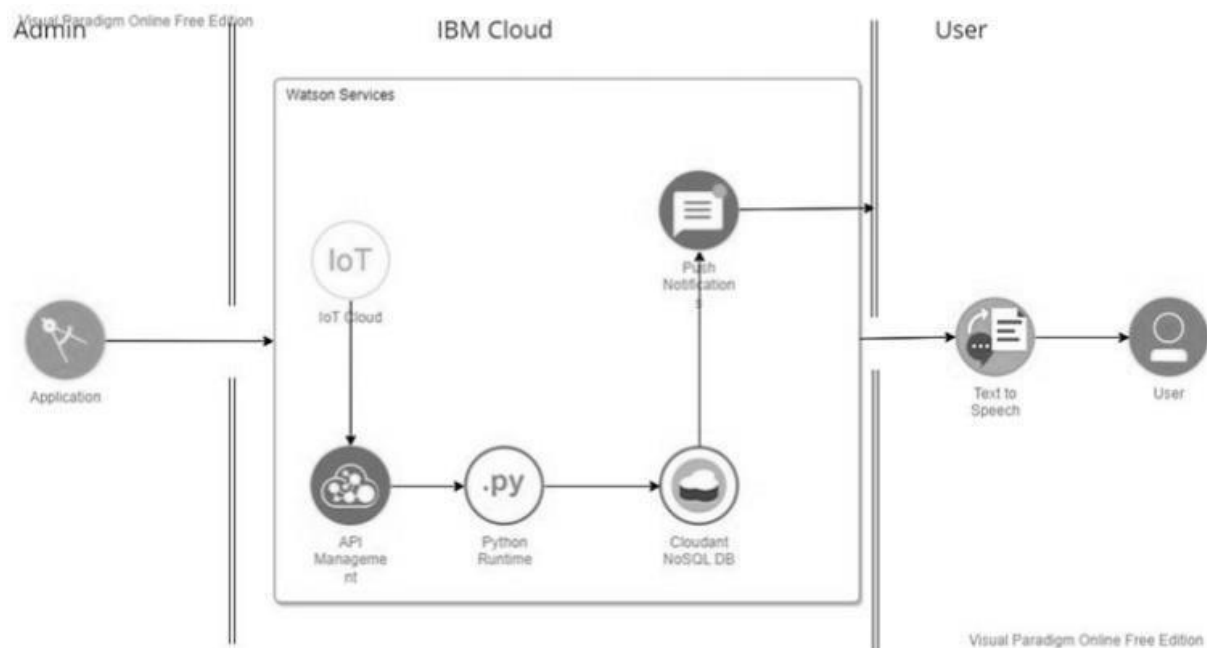 Visual Paradigm Online Free Edition
Admin
IBM Cloud
User
Watson Services
IoT
IoT Cloud
Push
Notification
s
Application
Text to
Speech
User
.py
API
Manageme
nt
Python
Runtime
Cloudant
NoSQL DB
Visual Paradigm Online Free Edition